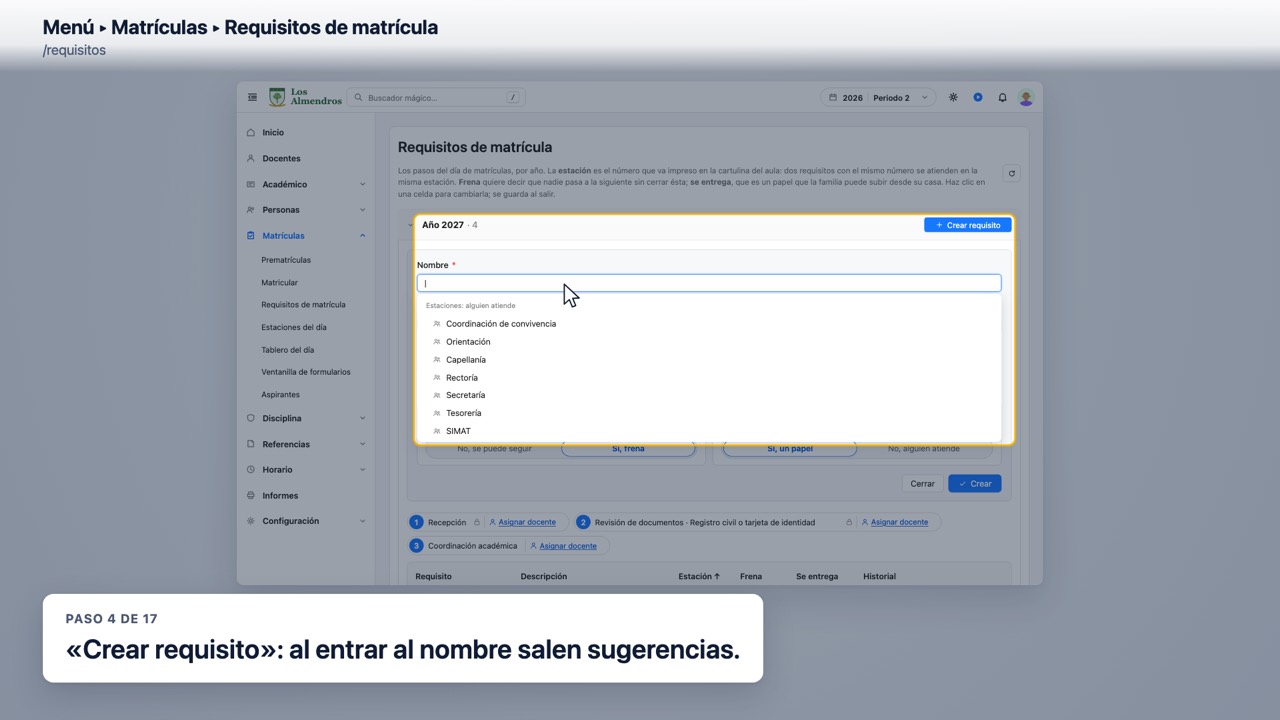 Menú ▸ Matrículas ▸ Requisitos de matrícula
/requisitos
Los Almendros
Buscador mágico...
/
2026 Periodo 2
Inicio
Docentes
Académico
Personas
Matrículas
Prematrículas
Matricular
Requisitos de matrícula
Estaciones del día
Tablero del día
Ventanilla de formularios
Aspirantes
Disciplina
Referencias
Horario
Informes
Configuración
Requisitos de matrícula
Los pasos del día de matrículas, por año. La estación es el número que va impreso en la cartulina del aula: dos requisitos con el mismo número se atienden en la
misma estación. Frena quiere decir que nadie pasa a la siguiente sin cerrar ésta; se entrega, que es un papel que la familia puede subir desde su casa. Haz clic en
una celda para cambiarla; se guarda al salir.
Año 2027 · 4
Crear requisito
Nombre *
Estaciones: alguien atiende
Coordinación de convivencia
Orientación
Capellanía
Rectoría
Secretaría
Tesorería
SIMAT
No, se puede seguir
Sí, frena
Sí, un papel
No, alguien atiende
Cerrar
Crear
1 Recepción Asignar docente
2 Revisión de documentos · Registro civil o tarjeta de identidad Asignar docente
3 Coordinación académica Asignar docente
Requisito Descripción Estación ↑ Frena Se entrega Historial
PASO 4 DE 17
«Crear requisito»: al entrar al nombre salen sugerencias.